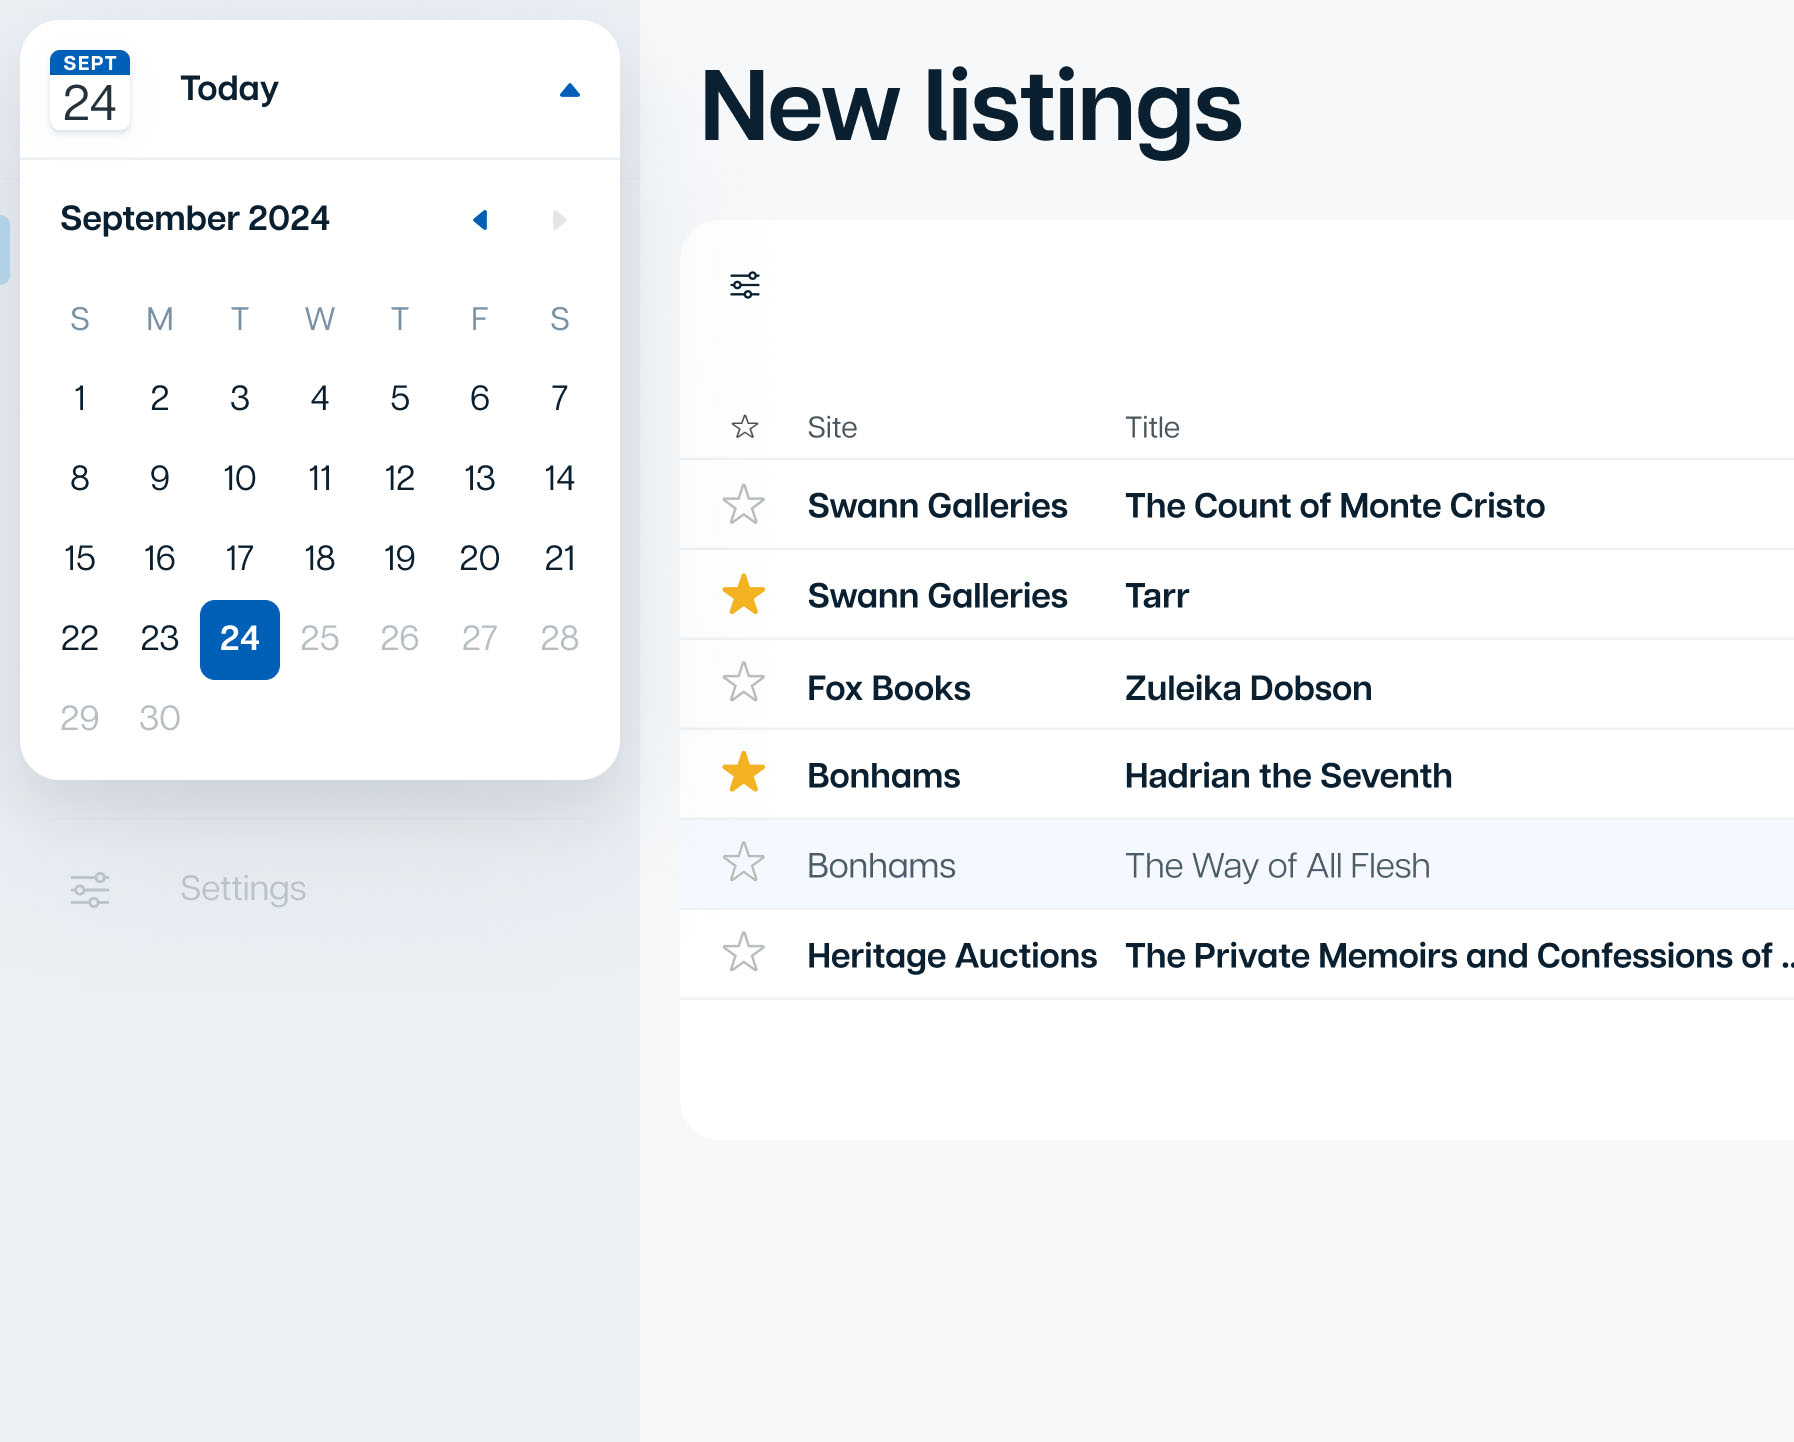 SEPT
24
Today
September 2024
S M T W T F S
1 2 3 4 5 6 7
8 9 10 11 12 13 14
15 16 17 18 19 20 21
22 23 24 25 26 27 28
29 30
Settings
New listings
Site Title
Swann Galleries The Count of Monte Cristo
Swann Galleries Tarr
Fox Books Zuleika Dobson
Bonhams Hadrian the Seventh
Bonhams The Way of All Flesh
Heritage Auctions The Private Memoirs and Confessions of ..